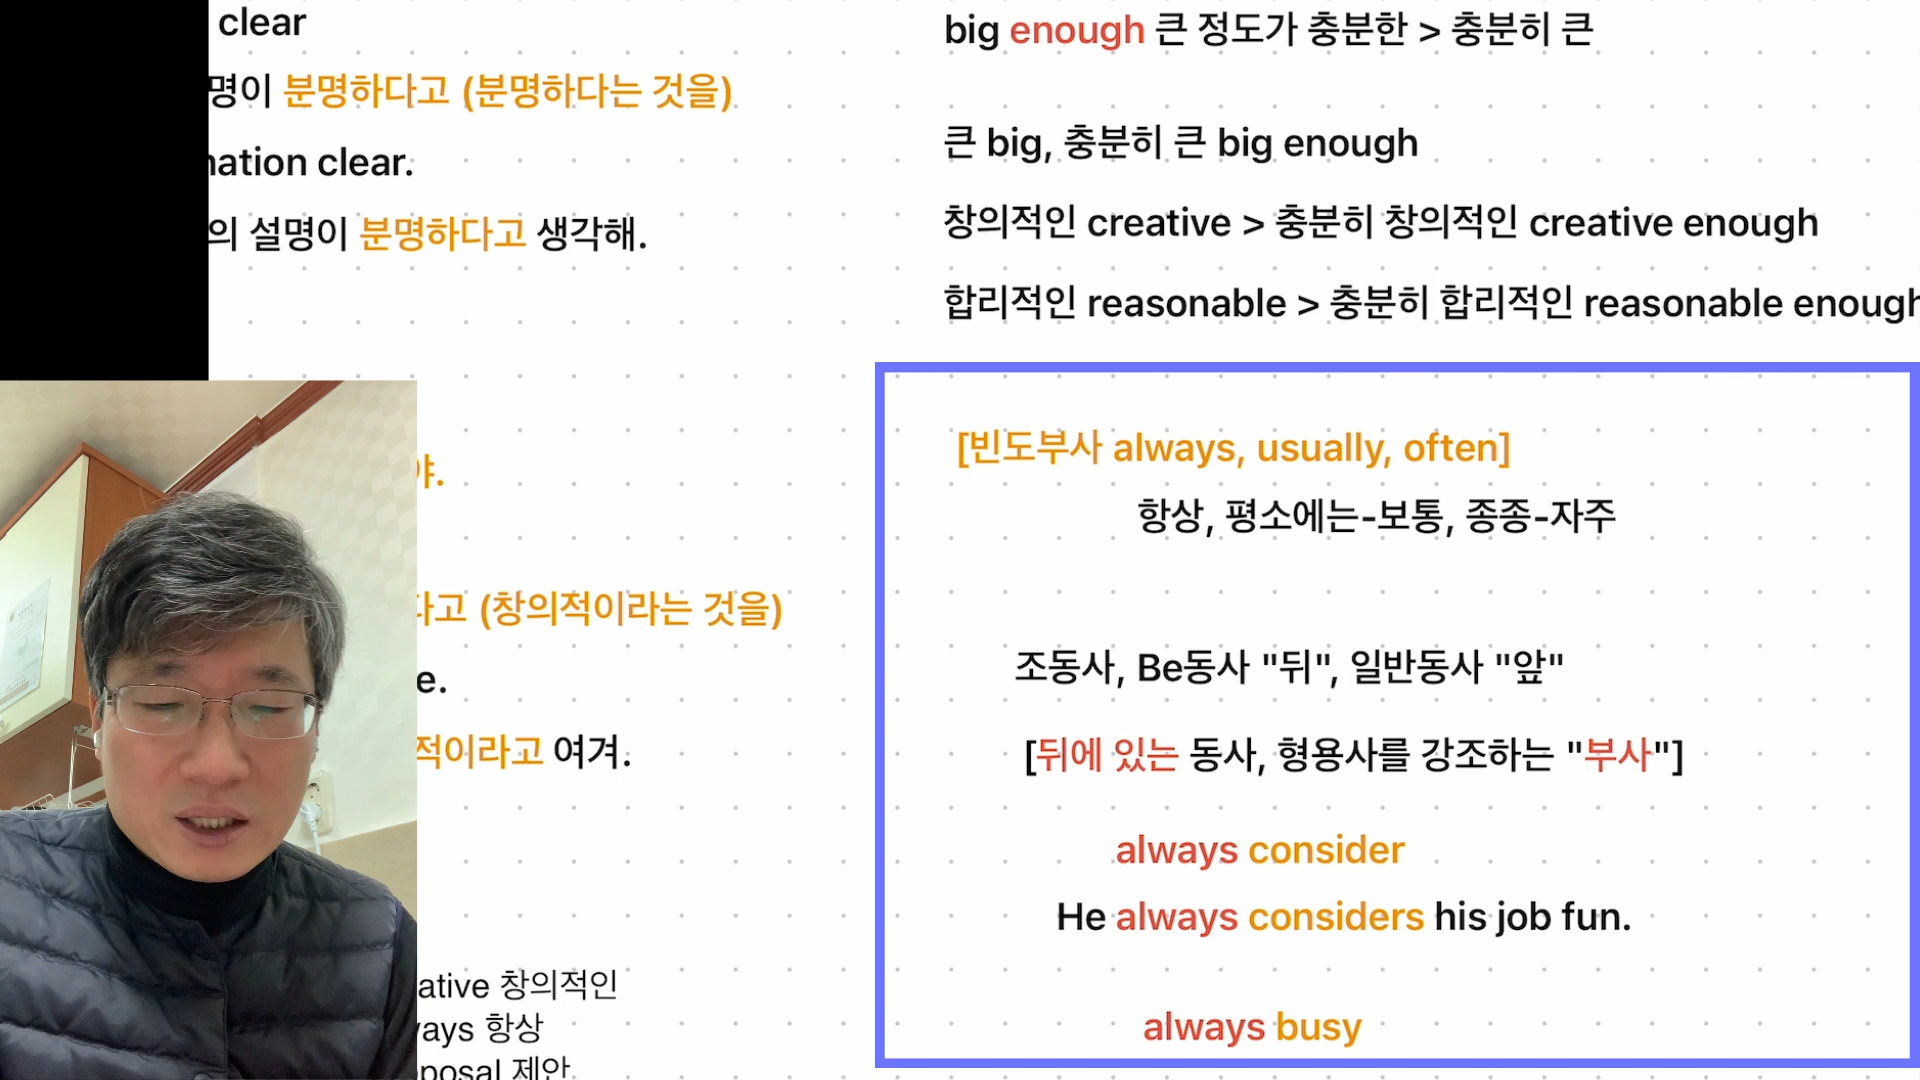 clear
명이 분명하다고 (분명하다는 것을)
nation clear.
의 설명이 분명하다고 생각해.
야.
다고 (창의적이라는 것을)
e.
적이라고 여겨.
ative 창의적인
ways 항상
posal 제안
big enough 큰 정도가 충분한 > 충분히 큰
큰 big, 충분히 큰 big enough
창의적인 creative > 충분히 창의적인 creative enough
합리적인 reasonable > 충분히 합리적인 reasonable enough
[빈도부사 always, usually, often]
항상, 평소에는-보통, 종종-자주
조동사, Be동사 "뒤", 일반동사 "앞"
[뒤에 있는 동사, 형용사를 강조하는 "부사"]
always consider
He always considers his job fun.
always busy